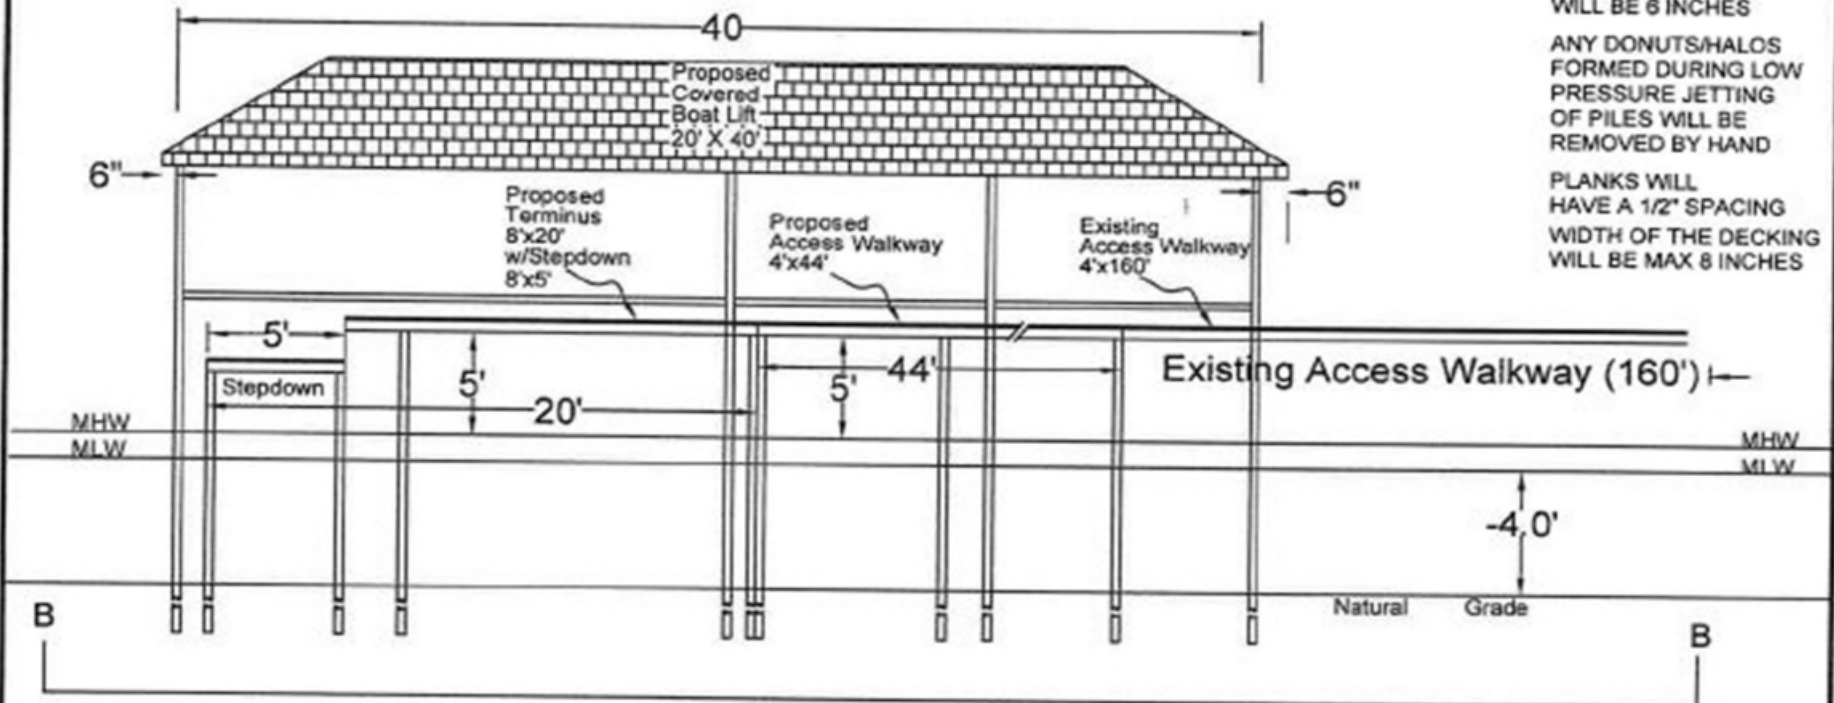 WILL BE 6 INCHES
ANY DONUTS/HALOS
FORMED DURING LOW
PRESSURE JETTING
OF PILES WILL BE
REMOVED BY HAND
PLANKS WILL
HAVE A 1/2" SPACING
WIDTH OF THE DECKING
WILL BE MAX 8 INCHES
40
Proposed
Covered
Boat Lift
20' X 40'
6"
6"
Proposed
Terminus
8'x20'
w/Stepdown
8'x5'
Proposed
Access Walkway
4'x44'
Existing
Access Walkway
4'x160'
5'
Stepdown
5'
20'
5'
44'
Existing Access Walkway (160')
MHW
MLW
MHW
MLW
-4.0'
Natural Grade
B
B